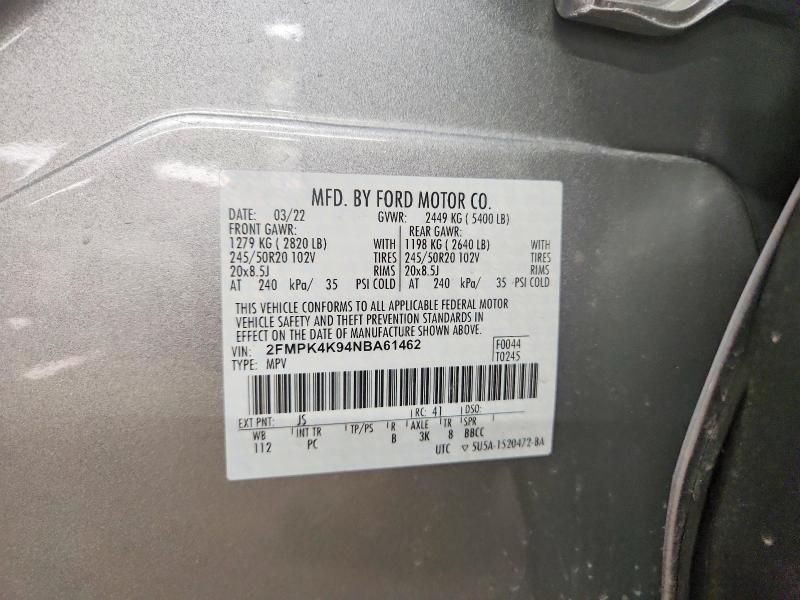 MFD. BY FORD MOTOR CO.
DATE: 03/22 GVWR: 2449 KG ( 5400 LB)
FRONT GAWR: REAR GAWR:
1279 KG ( 2820 LB) WITH 1198 KG ( 2640 LB) WITH
245/50R20 102V TIRES 245/50R20 102V TIRES
20x8.5J RIMS 20x8.5J RIMS
AT 240 kPa/ 35 PSI COLD AT 240 kPa/ 35 PSI COLD
THIS VEHICLE CONFORMS TO ALL APPLICABLE FEDERAL MOTOR
VEHICLE SAFETY AND THEFT PREVENTION STANDARDS IN
EFFECT ON THE DATE OF MANUFACTURE SHOWN ABOVE.
VIN: 2FMPK4K94NBA61462 F0044
TYPE: MPV T0245
EXT PNT: JS RC: 41 DSO:
WB INT TR TP/PS R AXLE TR SPR
112 PC B 3K 8 BBCC
UTC ▽ 5U5A-1520472-BA